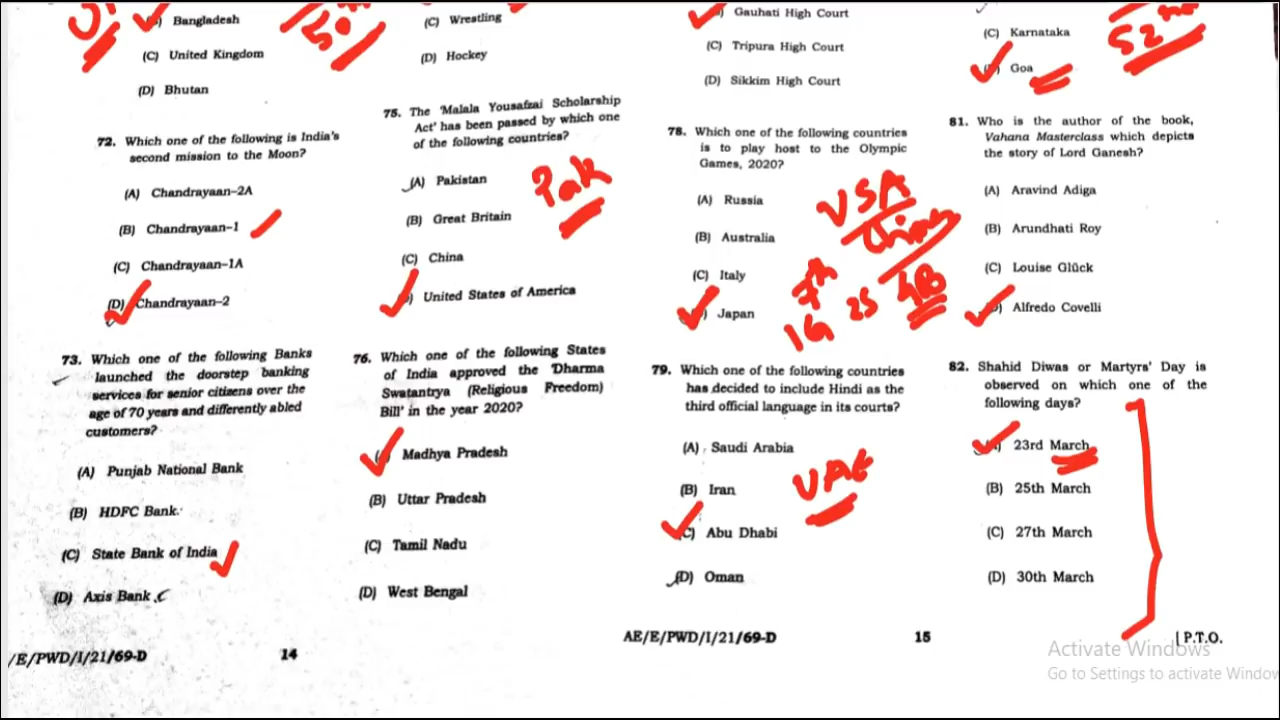 Bangladesh
(C) United Kingdom
(D) Bhutan
50
72. Which one of the following is India's
second mission to the Moon?
(A) Chandrayaan-2A
(B) Chandrayaan-1
(C) Chandrayaan-1A
(D) Chandrayaan-2
73. Which one of the following Banks
launched the doorstep banking
services for senior citizens over the
age of 70 years and differently abled
customers?
(A) Punjab National Bank
(B) HDFC Bank
(C) State Bank of India
(D) Axis Bank
/E/PWD/I/21/69-D
14
(C) Wrestling
(D) Hockey
75. The 'Malala Yousafzai Scholarship
Act' has been passed by which one
of the following countries?
(A) Pakistan
(B) Great Britain
(C) China
United States of America
Pak
76. Which one of the following States
of India approved the 'Dharma
Swatantrya (Religious Freedom)
Bill' in the year 2020?
Madhya Pradesh
(B) Uttar Pradesh
(C) Tamil Nadu
(D) West Bengal
Gauhati High Court
(C) Tripura High Court
(D) Sikkim High Court
78. Which one of the following countries
is to play host to the Olympic
Games, 2020?
(A) Russia
(B) Australia
(C) Italy
Japan
USA
China
7th
25
48
79. Which one of the following countries
has decided to include Hindi as the
third official language in its courts?
(A) Saudi Arabia
(B) Iran
(C) Abu Dhabi
(D) Oman
UAE
AE/E/PWD/I/21/69-D
15
(C) Karnataka
Goa
52nd
81. Who is the author of the book,
Vahana Masterclass which depicts
the story of Lord Ganesh?
(A) Aravind Adiga
(B) Arundhati Roy
(C) Louise Glück
Alfredo Covelli
82. Shahid Diwas or Martyrs' Day is
observed on which one of the
following days?
23rd March
(B) 25th March
(C) 27th March
(D) 30th March
[ P.T.O.
Activate Windows
Go to Settings to activate Window